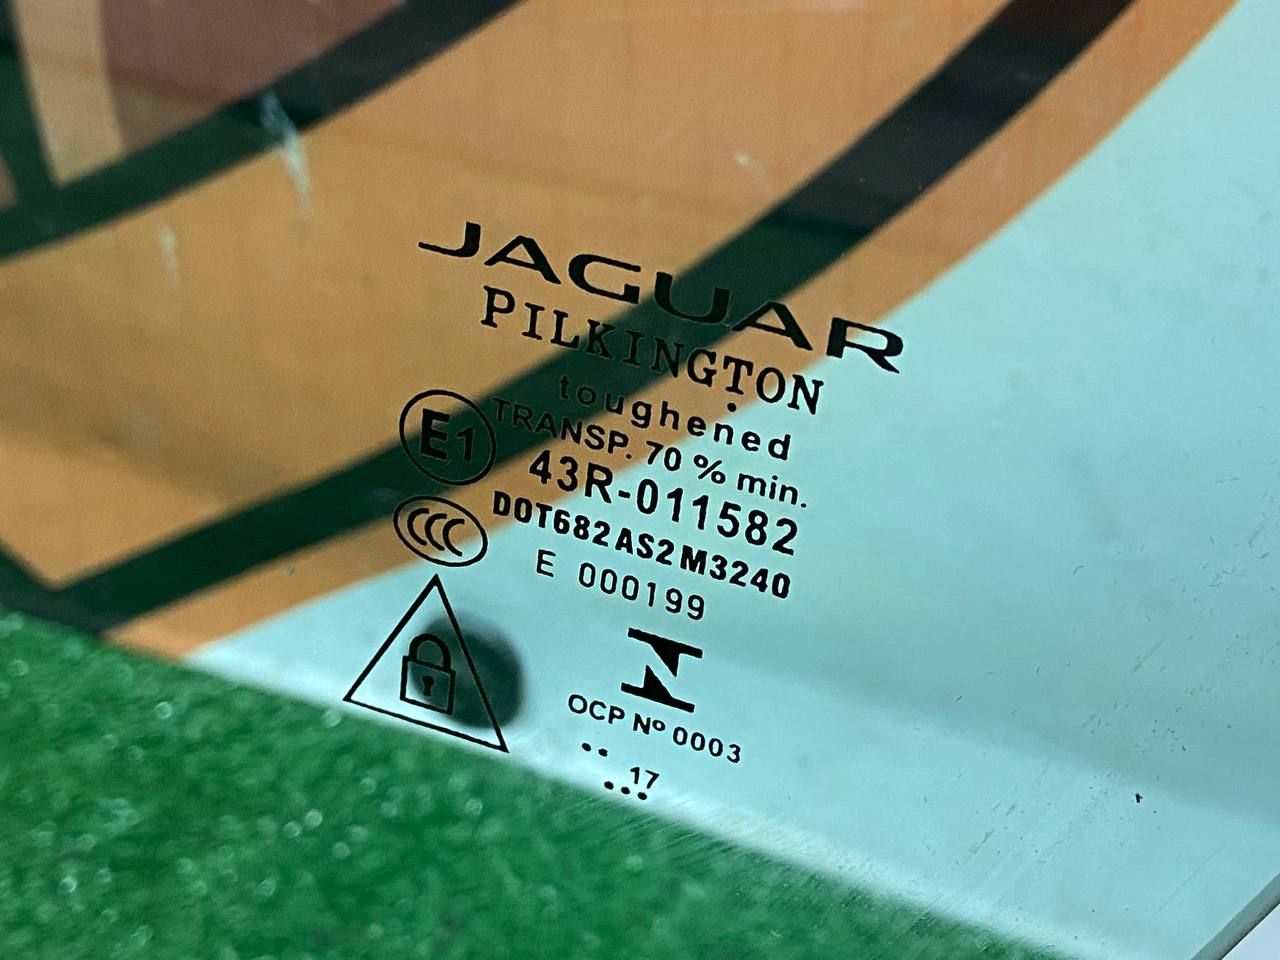 JAGUAR
PILKINGTON
toughened
TRANSP. 70 % min.
E1
43R-011582
CCC
DOT682 AS2 M3240
E 000199
OCP Nº 0003
.. 
17
...